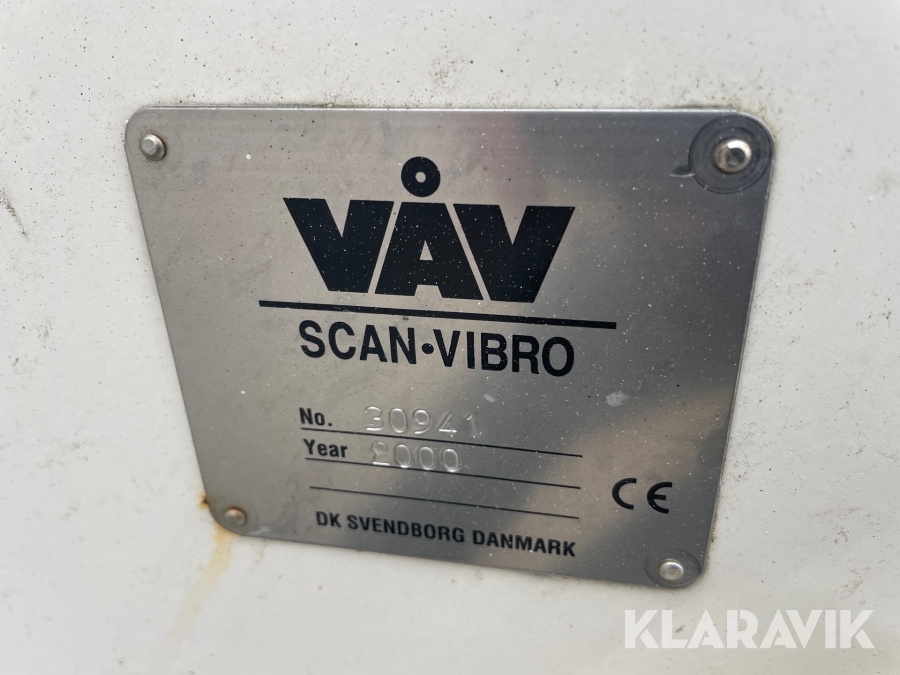 VÅV
SCAN·VIBRO
No. 30941
Year 2000
CE
DK SVENDBORG DANMARK
KLARAVIK